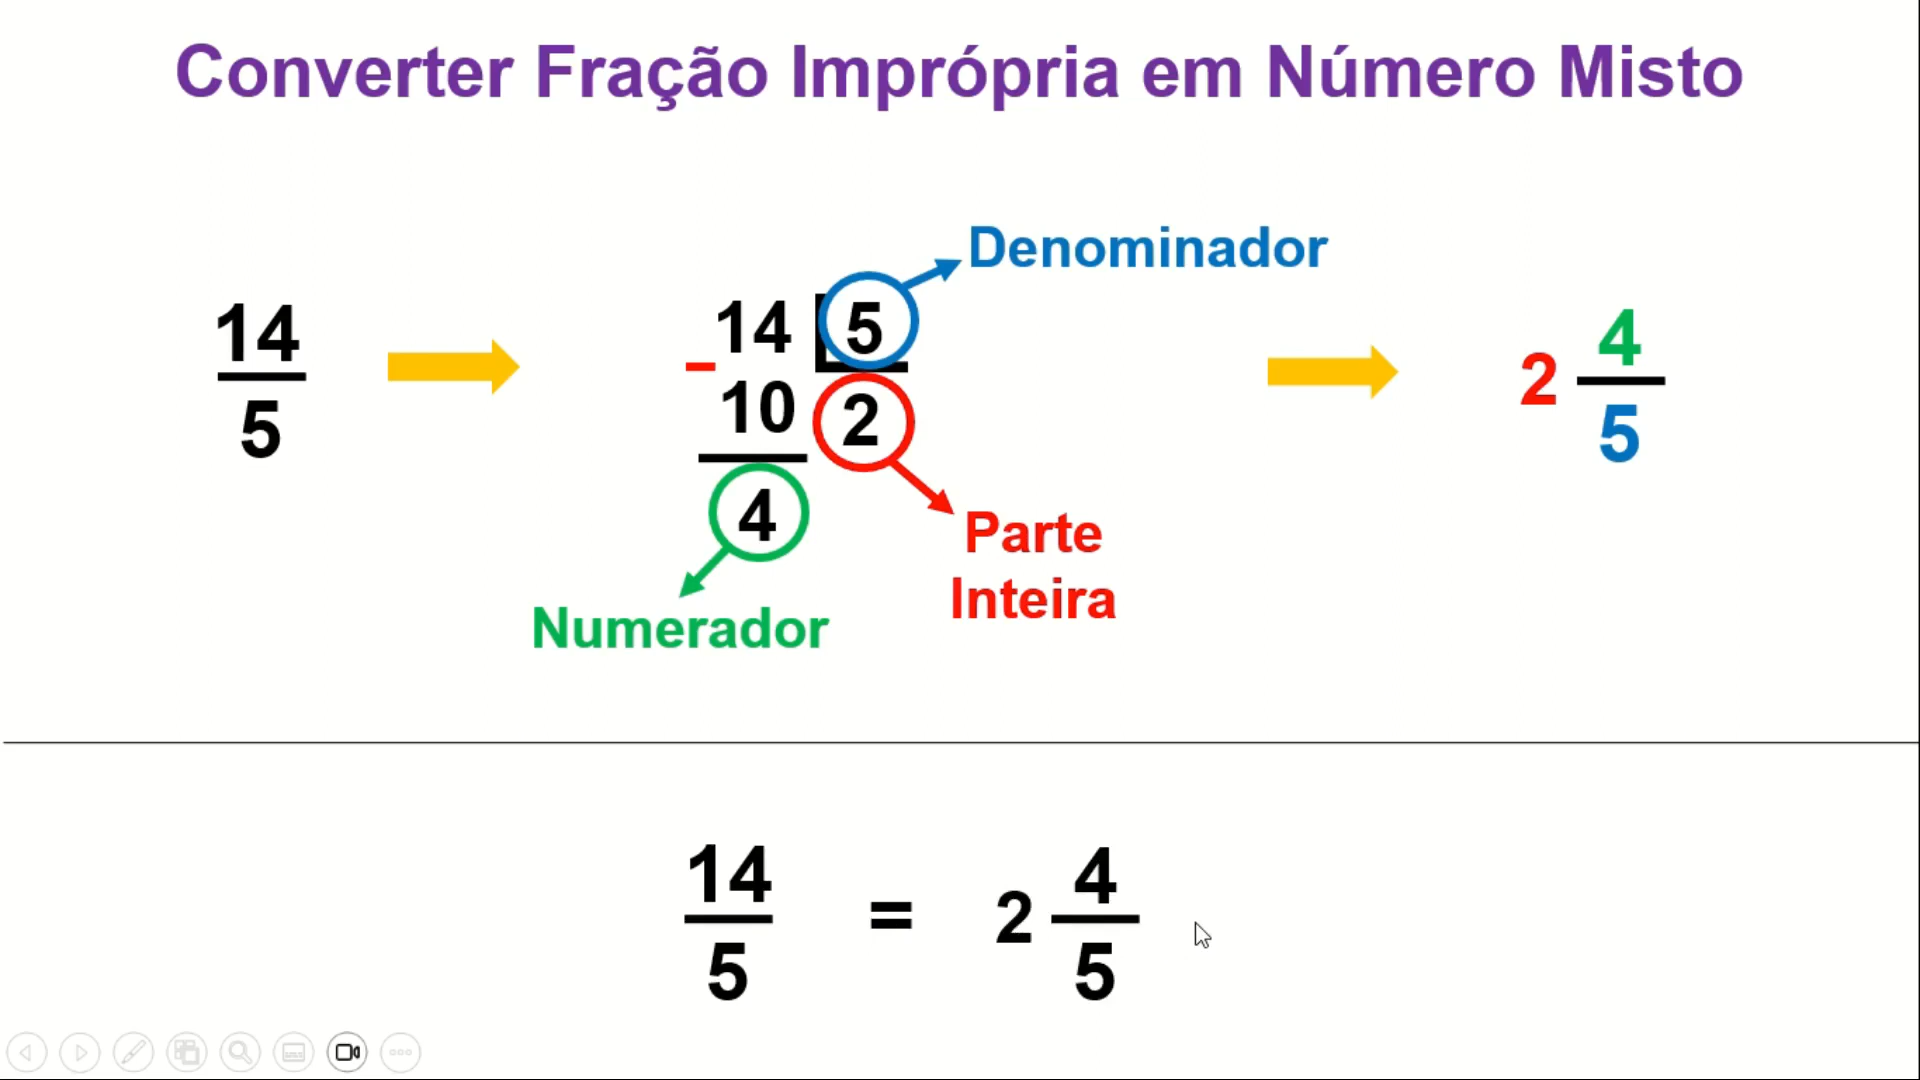 Converter Fração Imprópria em Número Misto
Denominador
14
5
14 5
- 10 2
4
2 4
5
Parte
Inteira
Numerador
14
5
=
2 4
5